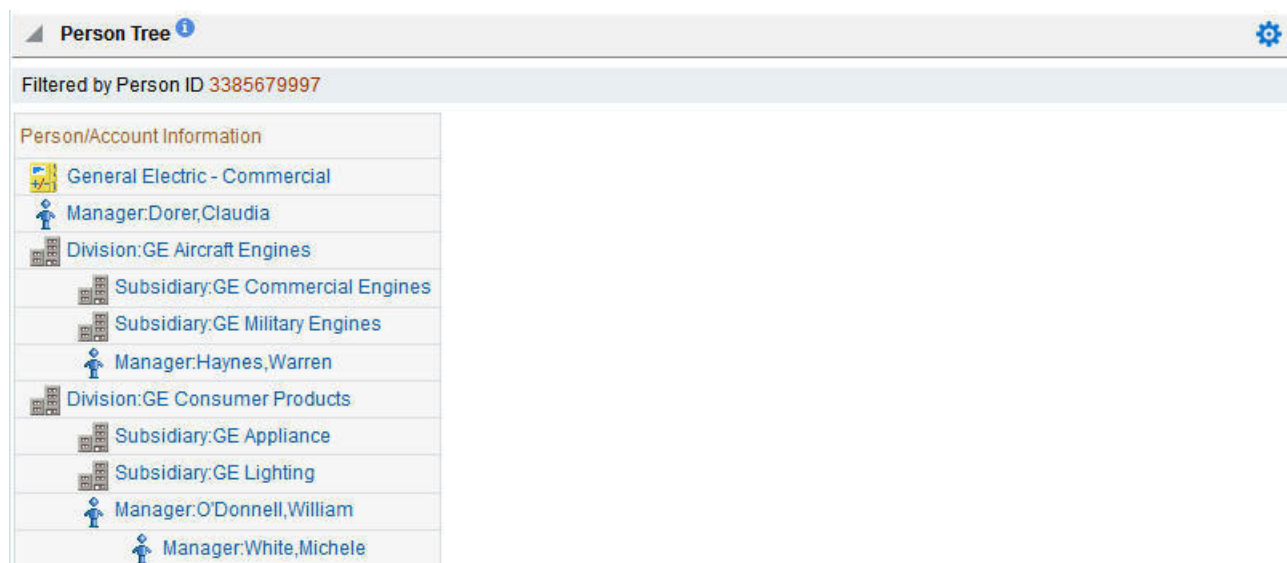 Person Tree
Filtered by Person ID 3385679997
Person/Account Information
General Electric - Commercial
Manager:Dorer,Claudia
Division:GE Aircraft Engines
Subsidiary:GE Commercial Engines
Subsidiary:GE Military Engines
Manager:Haynes,Warren
Division:GE Consumer Products
Subsidiary:GE Appliance
Subsidiary:GE Lighting
Manager:O'Donnell,William
Manager:White,Michele